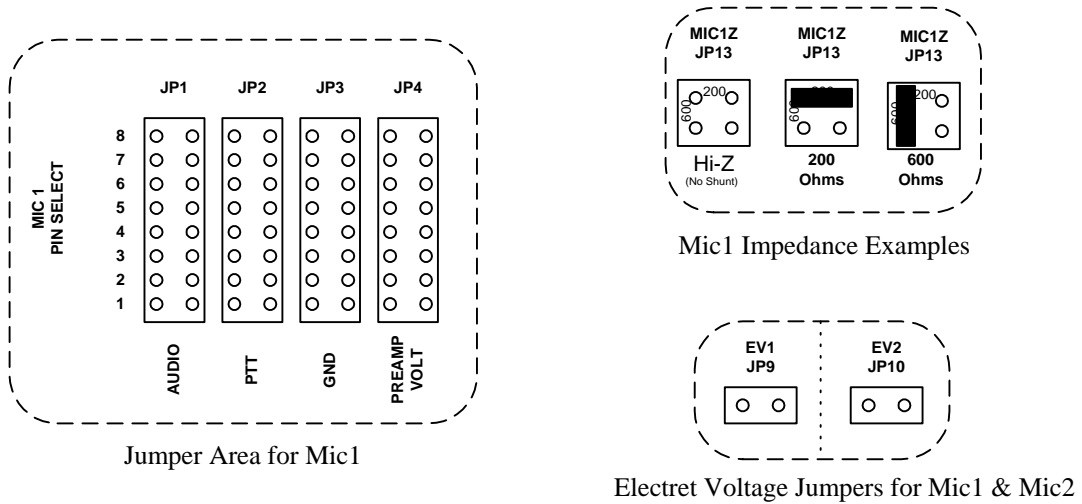 JP1 JP2 JP3 JP4
MIC 1
PIN SELECT
8
7
6
5
4
3
2
1
AUDIO
PTT
GND
PREAMP
VOLT
Jumper Area for Mic1
MIC1Z MIC1Z MIC1Z
JP13 JP13 JP13
200
600
600
200
600
Hi-Z
(No Shunt)
200
Ohms
600
Ohms
Mic1 Impedance Examples
EV1 EV2
JP9 JP10
Electret Voltage Jumpers for Mic1 & Mic2